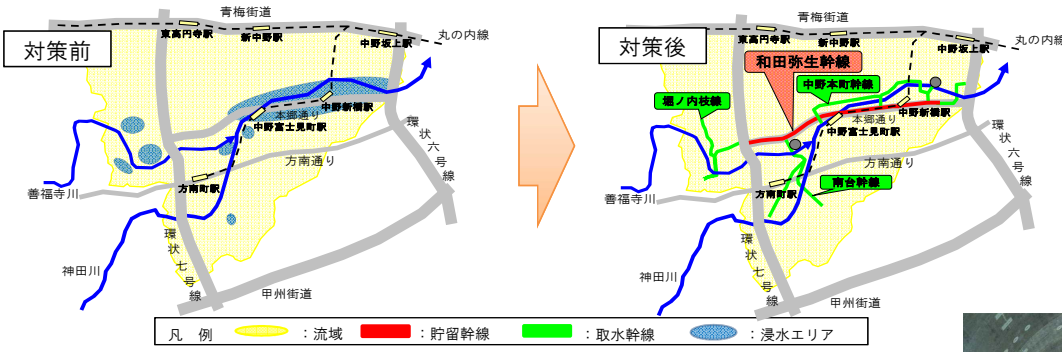 対策前
青梅街道
東高円寺駅
新中野駅
中野坂上駅
丸の内線
中野新橋駅
本郷通り
中野富士見町駅
方南通り
環状六号線
方南町駅
善福寺川
神田川
環状七号線
甲州街道
対策後
青梅街道
東高円寺駅
新中野駅
中野坂上駅
丸の内線
和田弥生幹線
中野本町幹線
堀ノ内枝線
中野新橋駅
本郷通り
中野富士見町駅
方南通り
環状六号線
方南町駅
南台幹線
善福寺川
神田川
環状七号線
甲州街道
凡 例 : 流域 : 貯留幹線 : 取水幹線 : 浸水エリア